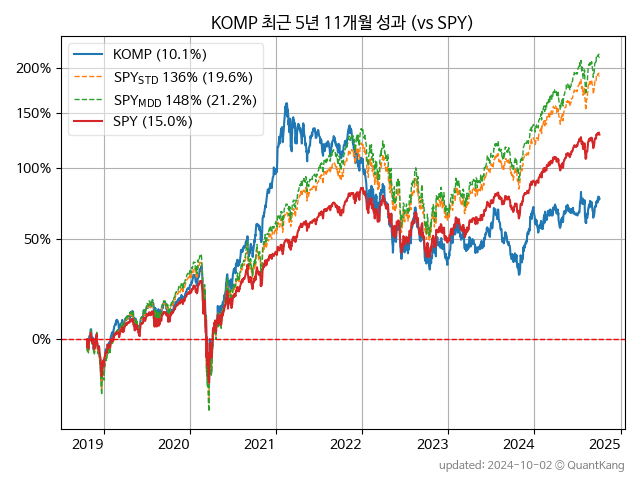 KOMP 최근 5년 11개월 성과 (vs SPY)
KOMP (10.1%)
SPY_STD 136% (19.6%)
SPY_MDD 148% (21.2%)
SPY (15.0%)
200%
150%
100%
50%
0%
2019 2020 2021 2022 2023 2024 2025
updated: 2024-10-02 © QuantKang